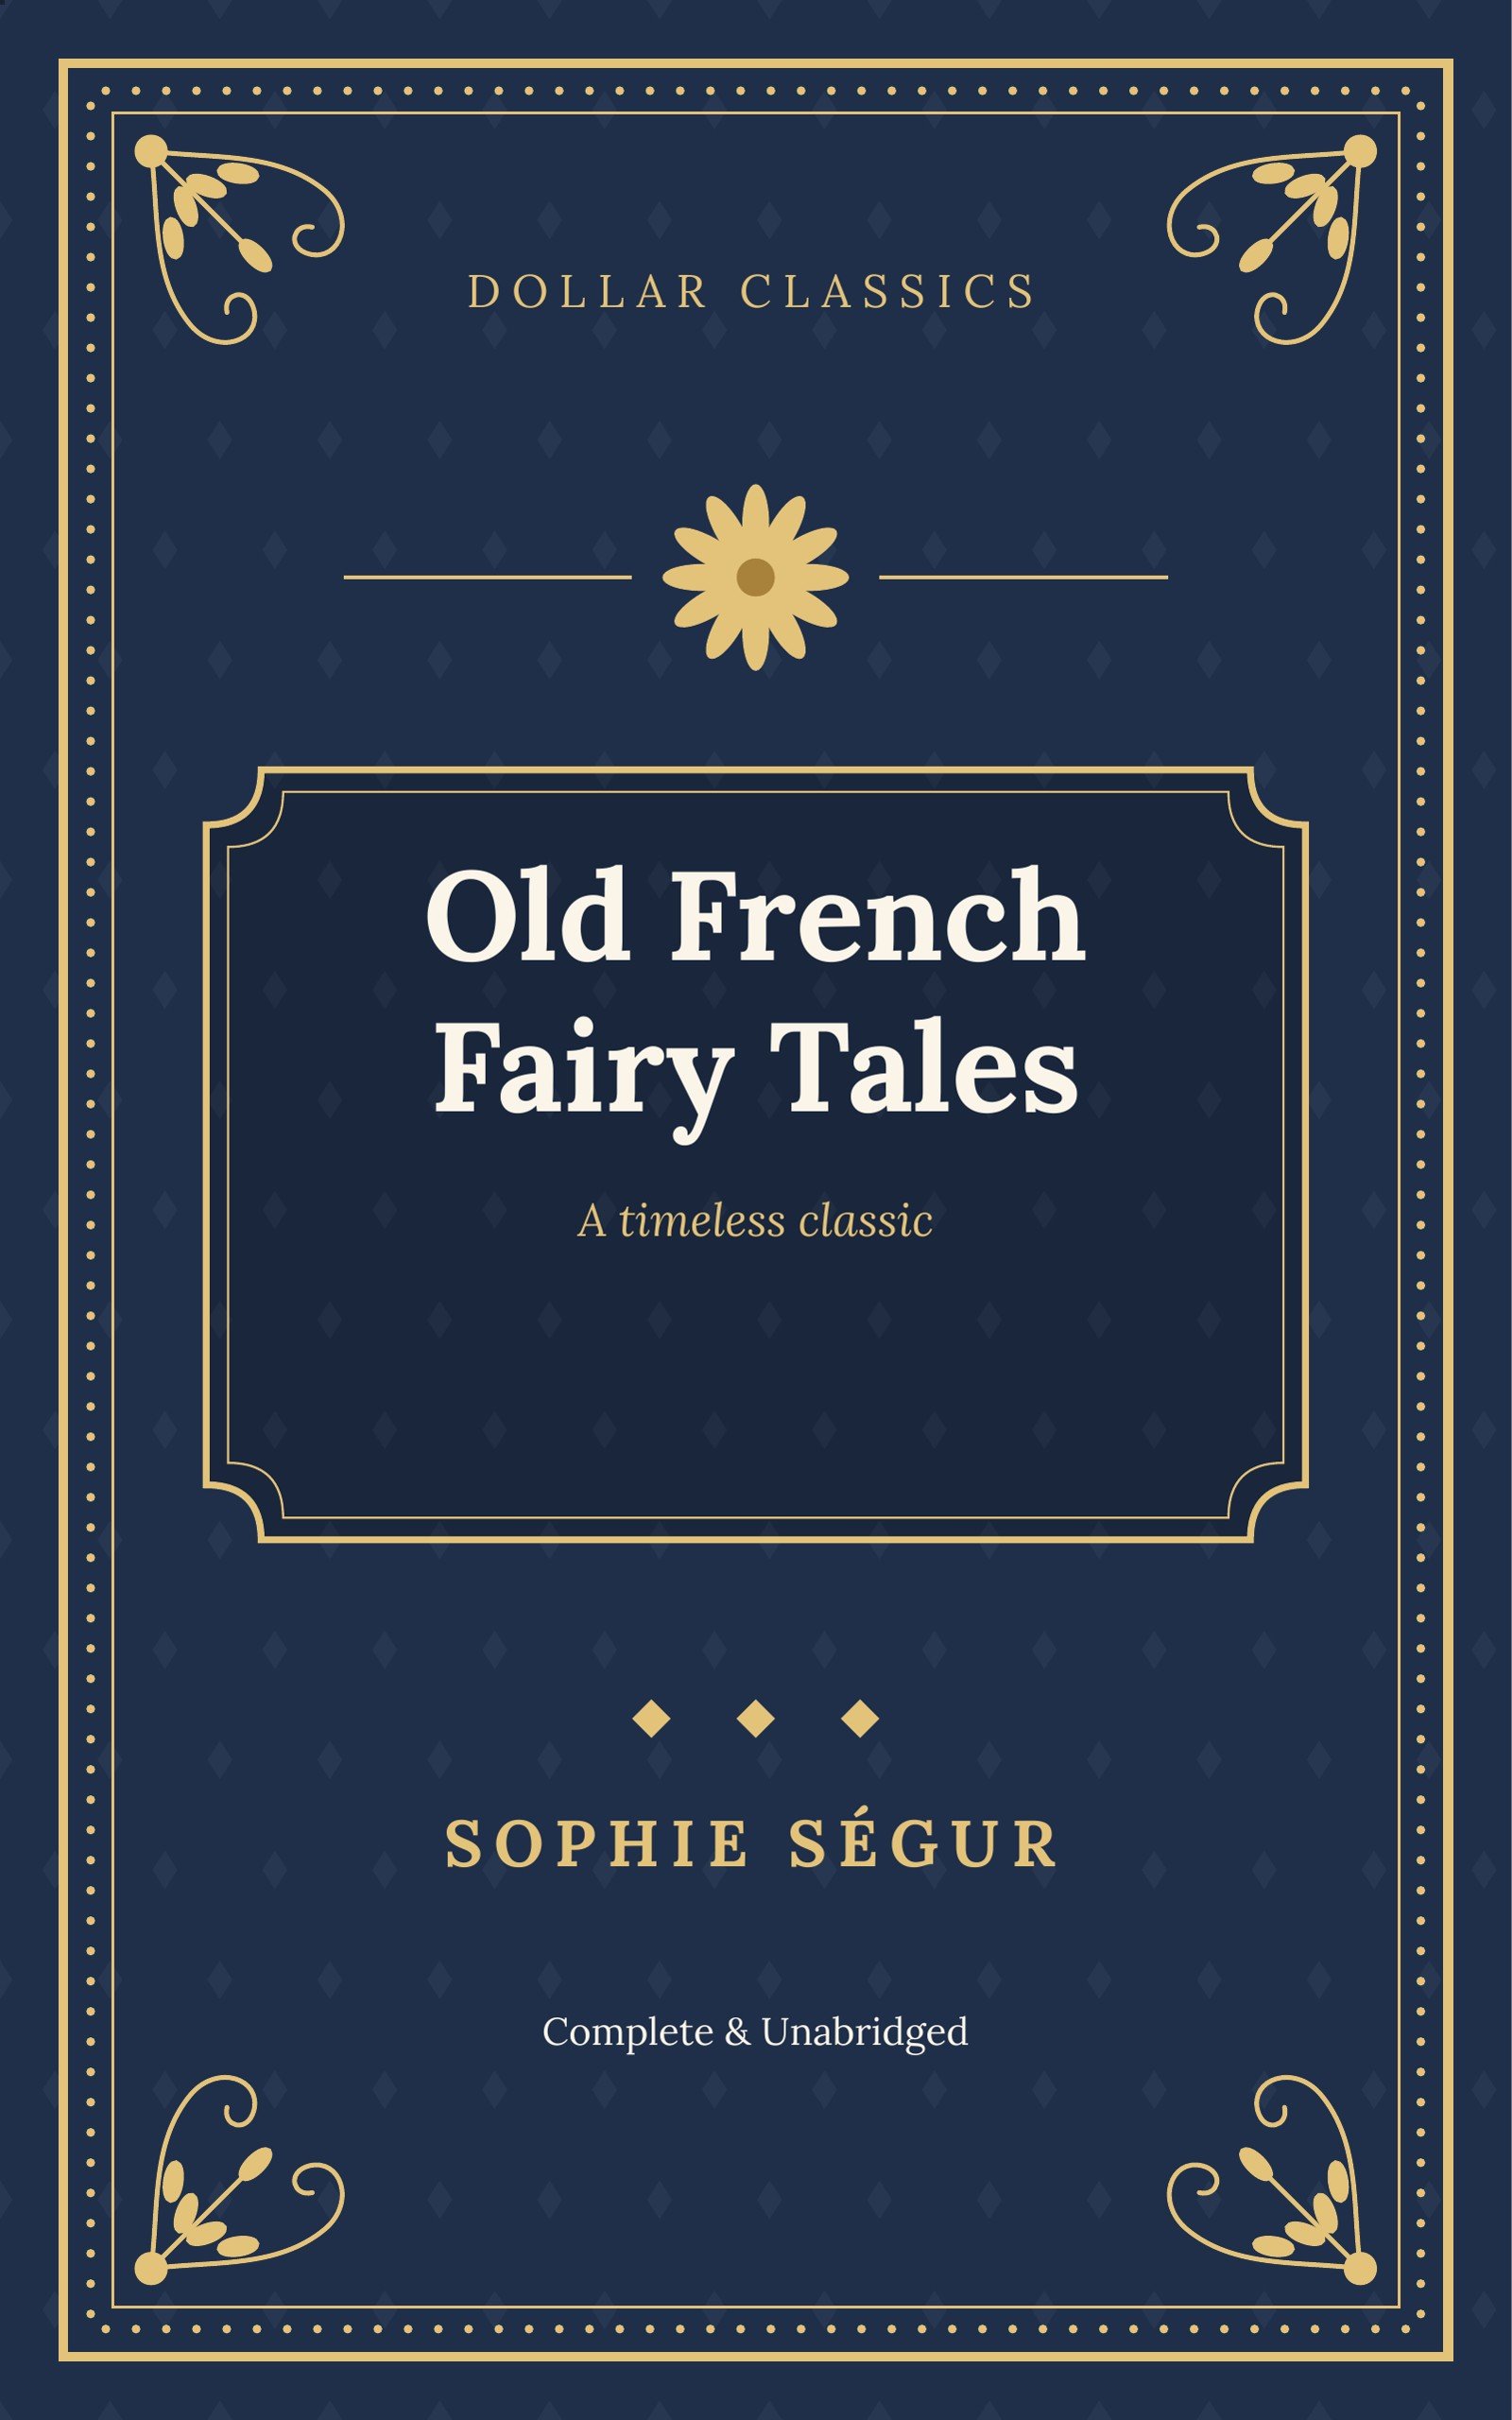 DOLLAR CLASSICS
Old French
Fairy Tales
A timeless classic
SOPHIE SÉGUR
Complete & Unabridged